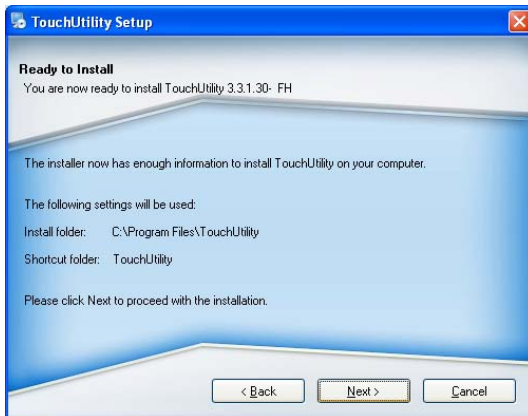 TouchUtility Setup
Ready to Install
You are now ready to install TouchUtility 3.3.1.30- FH
The installer now has enough information to install TouchUtility on your computer.
The following settings will be used:
Install folder: C:\Program Files\TouchUtility
Shortcut folder: TouchUtility
Please click Next to proceed with the installation.
< Back Next > Cancel